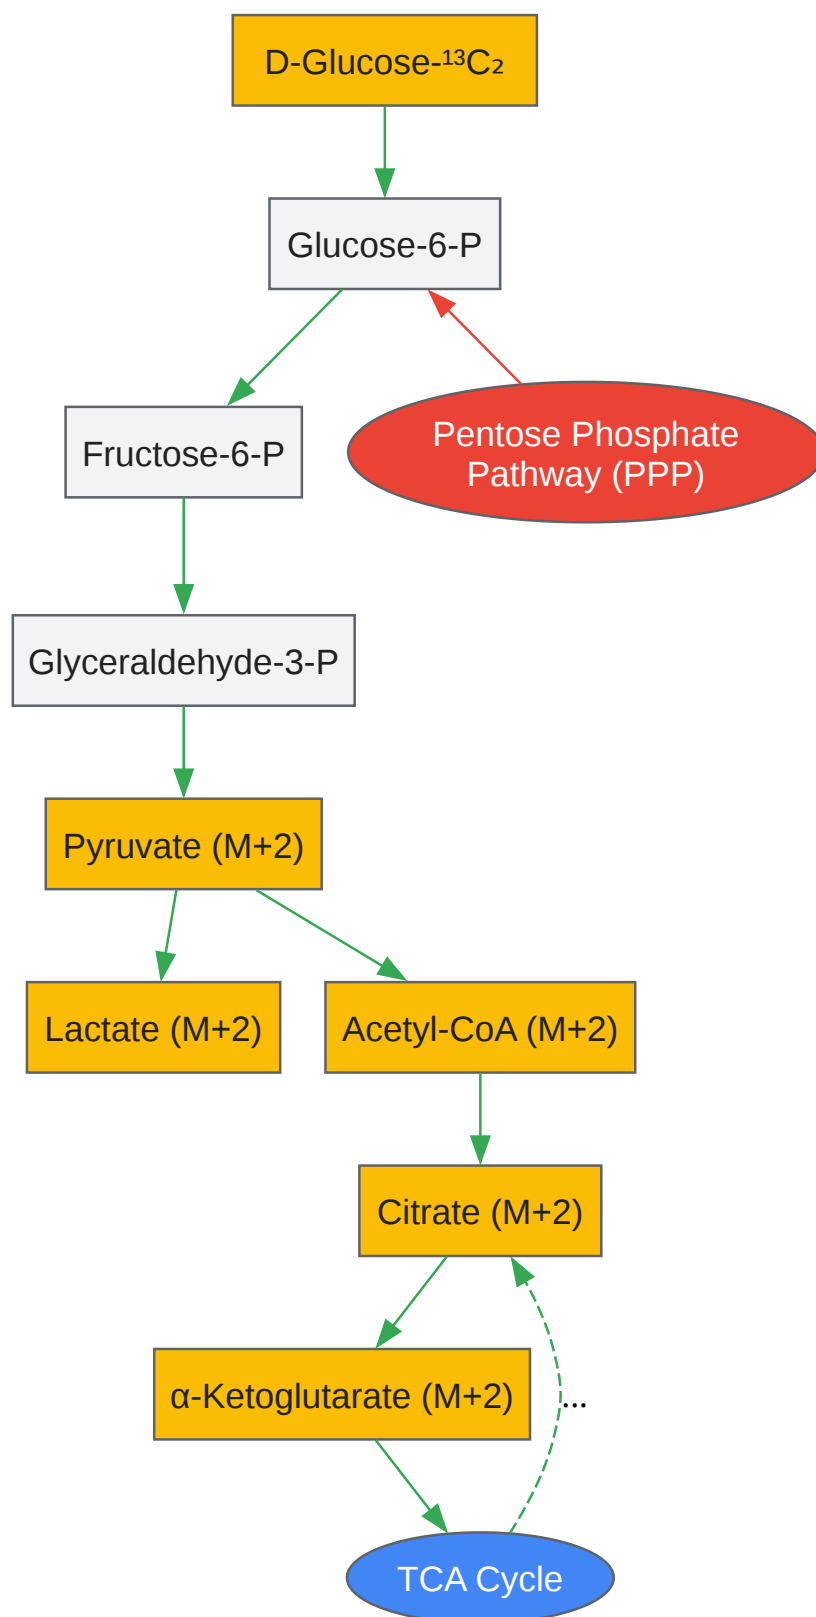 D-Glucose-¹³C₂
Glucose-6-P
Fructose-6-P
Pentose Phosphate
Pathway (PPP)
Glyceraldehyde-3-P
Pyruvate (M+2)
Lactate (M+2)
Acetyl-CoA (M+2)
Citrate (M+2)
α-Ketoglutarate (M+2)
...
TCA Cycle